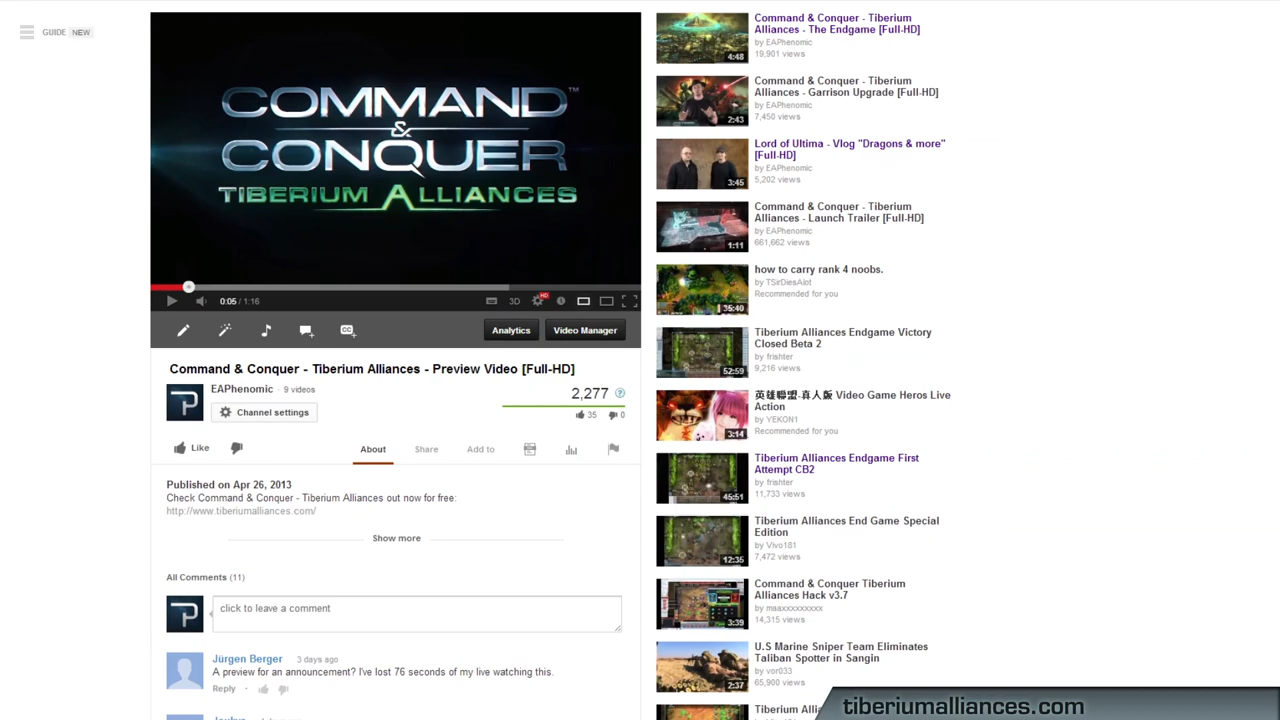 GUIDE NEW
COMMAND ™
&
CONQUER
TIBERIUM ALLIANCES
0:05 / 1:16
3D
HD
CC
Analytics
Video Manager
Command & Conquer - Tiberium Alliances - Preview Video [Full-HD]
EAPhenomic · 9 videos
Channel settings
2,277
35 0
Like
About
Share
Add to
Published on Apr 26, 2013
Check Command & Conquer - Tiberium Alliances out now for free:
http://www.tiberiumalliances.com/
Show more
All Comments (11)
click to leave a comment
Jürgen Berger 3 days ago
A preview for an announcement? I've lost 76 seconds of my live watching this.
Reply ·
4:48
Command & Conquer - Tiberium
Alliances - The Endgame [Full-HD]
by EAPhenomic
19,901 views
2:43
Command & Conquer - Tiberium
Alliances - Garrison Upgrade [Full-HD]
by EAPhenomic
7,450 views
3:45
Lord of Ultima - Vlog "Dragons & more"
[Full-HD]
by EAPhenomic
5,202 views
1:11
Command & Conquer - Tiberium
Alliances - Launch Trailer [Full-HD]
by EAPhenomic
661,662 views
35:40
how to carry rank 4 noobs.
by TSirDiesAlot
Recommended for you
52:59
Tiberium Alliances Endgame Victory
Closed Beta 2
by frishter
9,216 views
3:14
英雄聯盟-真人版 Video Game Heros Live
Action
by YEKON1
Recommended for you
45:51
Tiberium Alliances Endgame First
Attempt CB2
by frishter
11,733 views
12:35
Tiberium Alliances End Game Special
Edition
by Vivo181
7,472 views
3:39
Command & Conquer Tiberium
Alliances Hack v3.7
by maaxxxxxxxxx
14,315 views
2:37
U.S Marine Sniper Team Eliminates
Taliban Spotter in Sangin
by vor033
65,900 views
tiberiumalliances.com